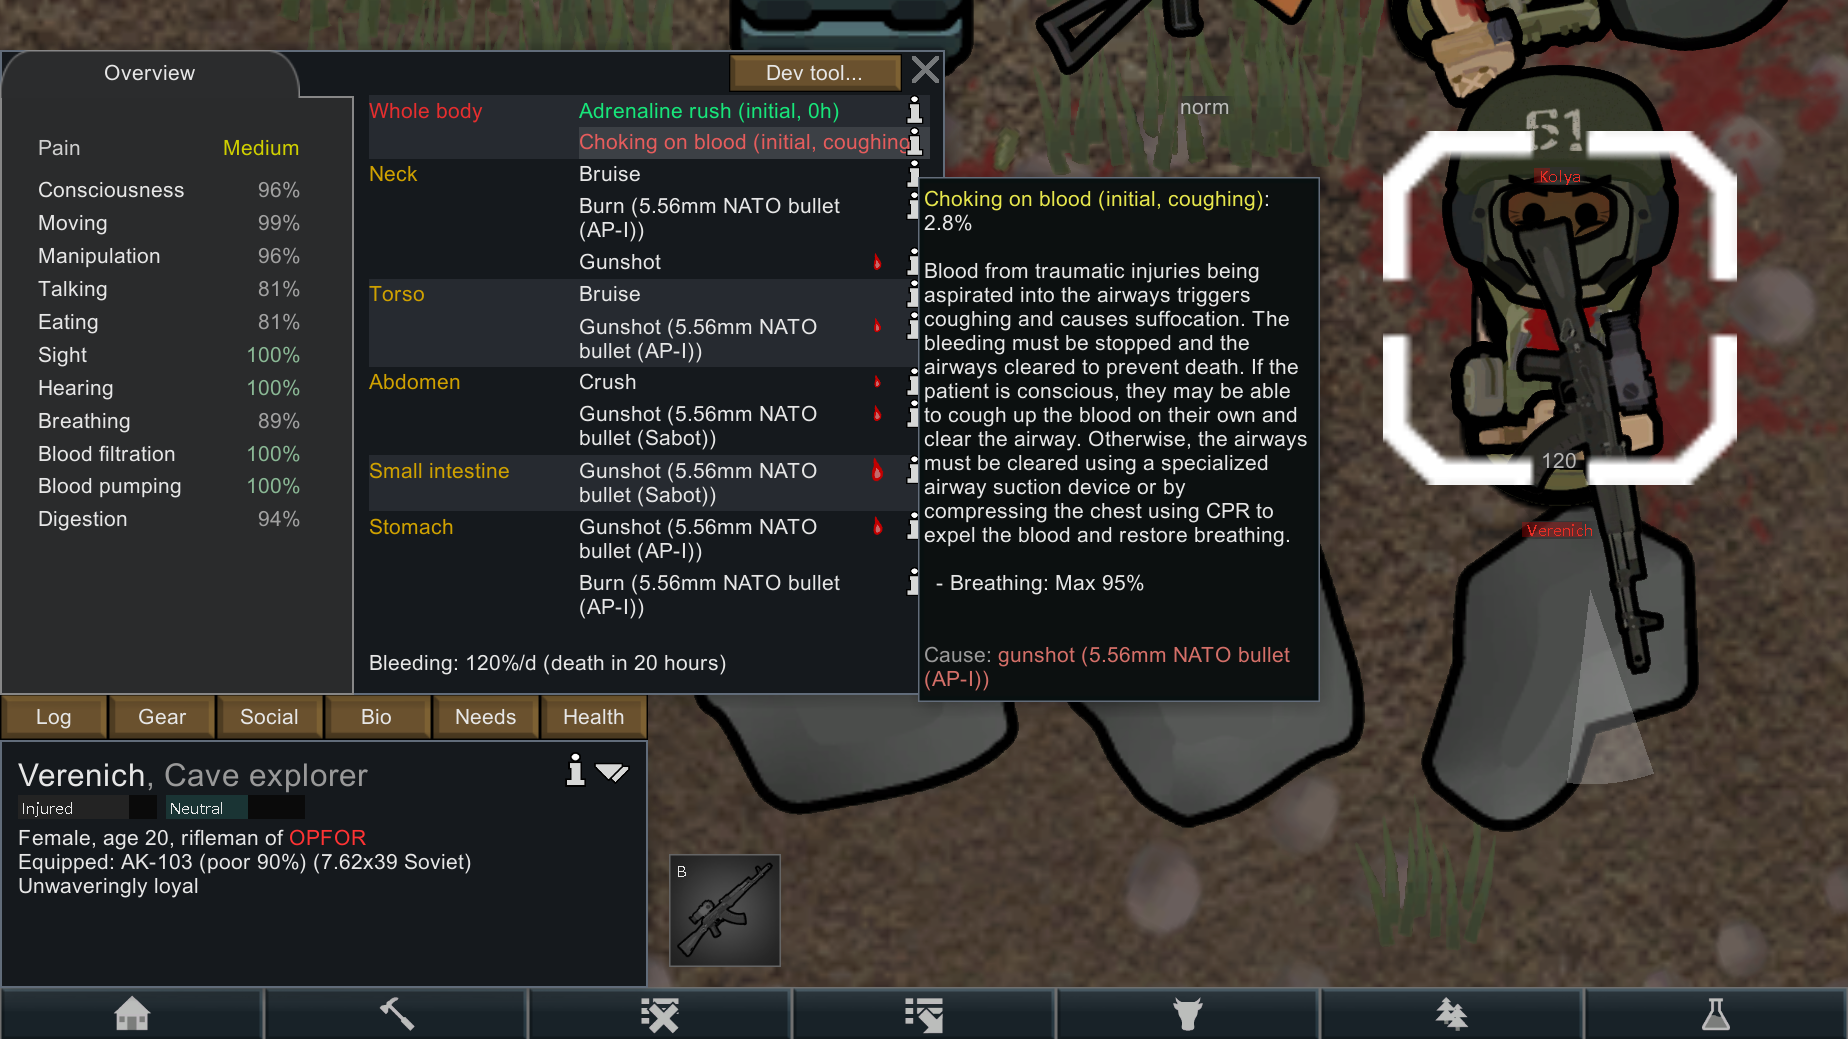 Overview
Dev tool...
Pain Medium
Consciousness 96%
Moving 99%
Manipulation 96%
Talking 81%
Eating 81%
Sight 100%
Hearing 100%
Breathing 89%
Blood filtration 100%
Blood pumping 100%
Digestion 94%
Whole body Adrenaline rush (initial, 0h)
Choking on blood (initial, coughing
Neck Bruise
Burn (5.56mm NATO bullet
(AP-I))
Gunshot
Torso Bruise
Gunshot (5.56mm NATO
bullet (AP-I))
Abdomen Crush
Gunshot (5.56mm NATO
bullet (Sabot))
Small intestine Gunshot (5.56mm NATO
bullet (Sabot))
Stomach Gunshot (5.56mm NATO
bullet (AP-I))
Burn (5.56mm NATO bullet
(AP-I))
Bleeding: 120%/d (death in 20 hours)
Choking on blood (initial, coughing):
2.8%
Blood from traumatic injuries being
aspirated into the airways triggers
coughing and causes suffocation. The
bleeding must be stopped and the
airways cleared to prevent death. If the
patient is conscious, they may be able
to cough up the blood on their own and
clear the airway. Otherwise, the airways
must be cleared using a specialized
airway suction device or by
compressing the chest using CPR to
expel the blood and restore breathing.
- Breathing: Max 95%
Cause: gunshot (5.56mm NATO bullet
(AP-I))
norm
51
Kolya
120
Verenich
Log Gear Social Bio Needs Health
Verenich, Cave explorer
Injured Neutral
Female, age 20, rifleman of OPFOR
Equipped: AK-103 (poor 90%) (7.62x39 Soviet)
Unwaveringly loyal
B